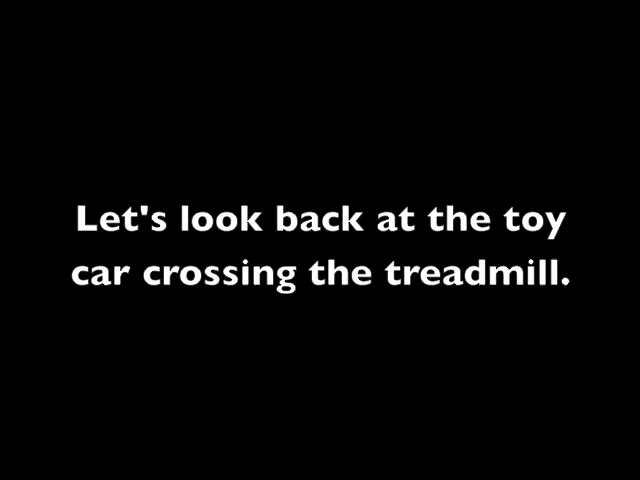 Let's look back at the toy
car crossing the treadmill.